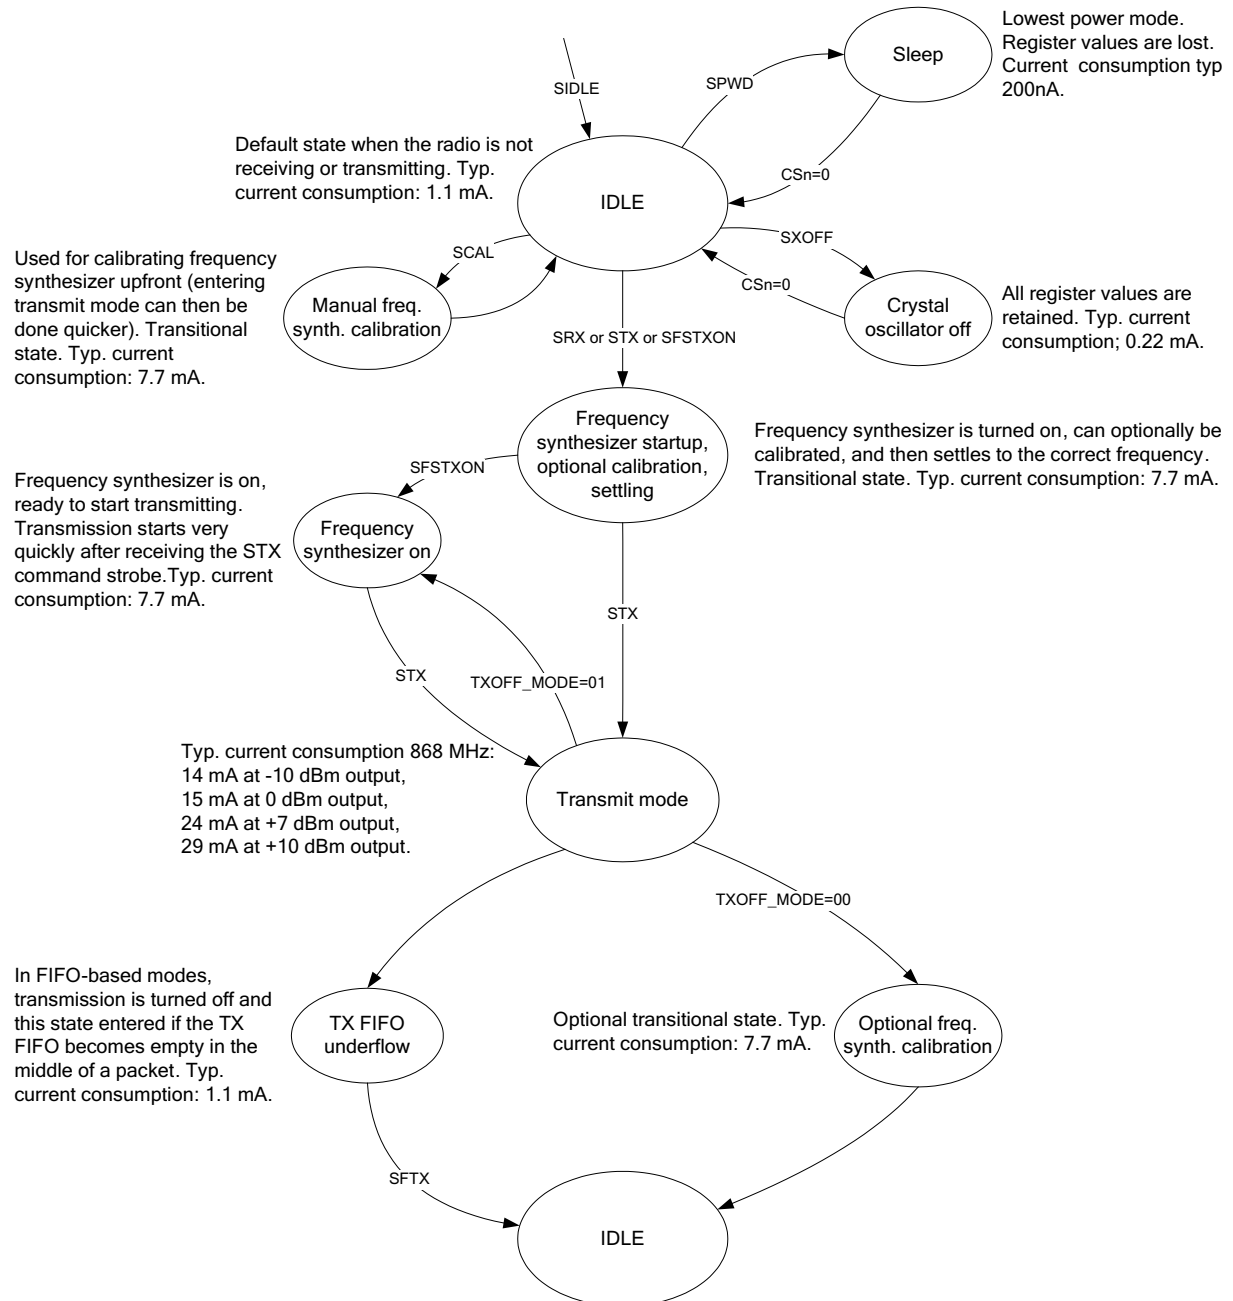 Lowest power mode.
Register values are lost.
Current consumption typ
200nA.
Sleep
SIDLE
SPWD
Default state when the radio is not
receiving or transmitting. Typ.
current consumption: 1.1 mA.
IDLE
CSn=0
SXOFF
SCAL
CSn=0
Used for calibrating frequency
synthesizer upfront (entering
transmit mode can then be
done quicker). Transitional
state. Typ. current
consumption: 7.7 mA.
Manual freq.
synth. calibration
Crystal
oscillator off
All register values are
retained. Typ. current
consumption; 0.22 mA.
SRX or STX or SFSTXON
Frequency
synthesizer startup,
optional calibration,
settling
Frequency synthesizer is turned on, can optionally be
calibrated, and then settles to the correct frequency.
Transitional state. Typ. current consumption: 7.7 mA.
SFSTXON
Frequency synthesizer is on,
ready to start transmitting.
Transmission starts very
quickly after receiving the STX
command strobe.Typ. current
consumption: 7.7 mA.
Frequency
synthesizer on
STX
STX
TXOFF_MODE=01
Typ. current consumption 868 MHz:
14 mA at -10 dBm output,
15 mA at 0 dBm output,
24 mA at +7 dBm output,
29 mA at +10 dBm output.
Transmit mode
TXOFF_MODE=00
In FIFO-based modes,
transmission is turned off and
this state entered if the TX
FIFO becomes empty in the
middle of a packet. Typ.
current consumption: 1.1 mA.
TX FIFO
underflow
Optional transitional state. Typ.
current consumption: 7.7 mA.
Optional freq.
synth. calibration
SFTX
IDLE